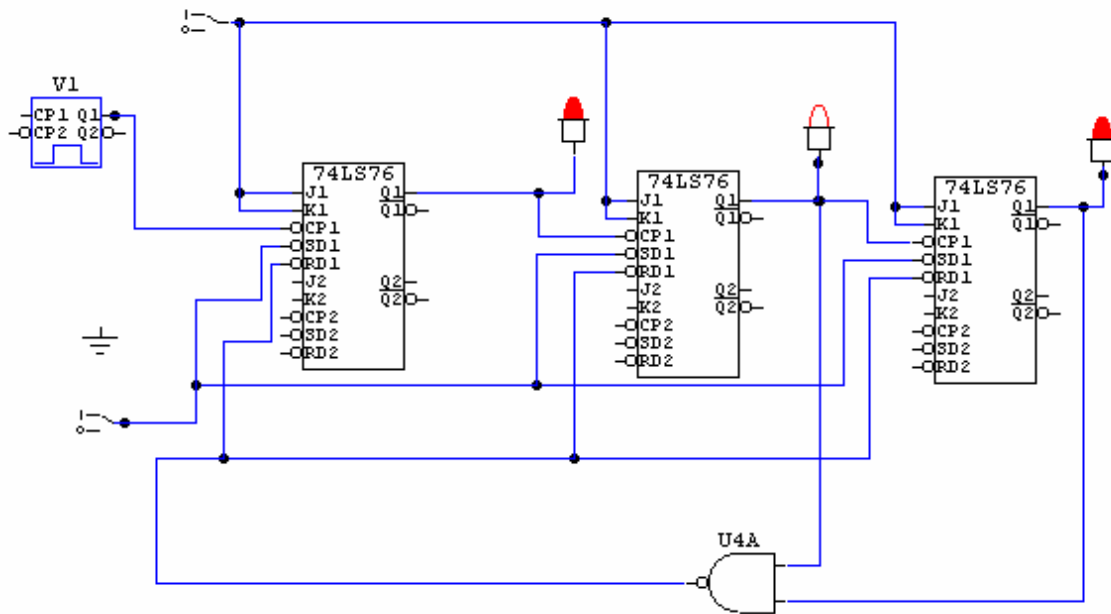 V1
CP1 Q1
CP2 Q2
74LS76
J1 Q1
K1 Q1
CP1
SD1
RD1
J2 Q2
K2 Q2
CP2
SD2
RD2
74LS76
J1 Q1
K1 Q1
CP1
SD1
RD1
J2 Q2
K2 Q2
CP2
SD2
RD2
74LS76
J1 Q1
K1 Q1
CP1
SD1
RD1
J2 Q2
K2 Q2
CP2
SD2
RD2
U4A